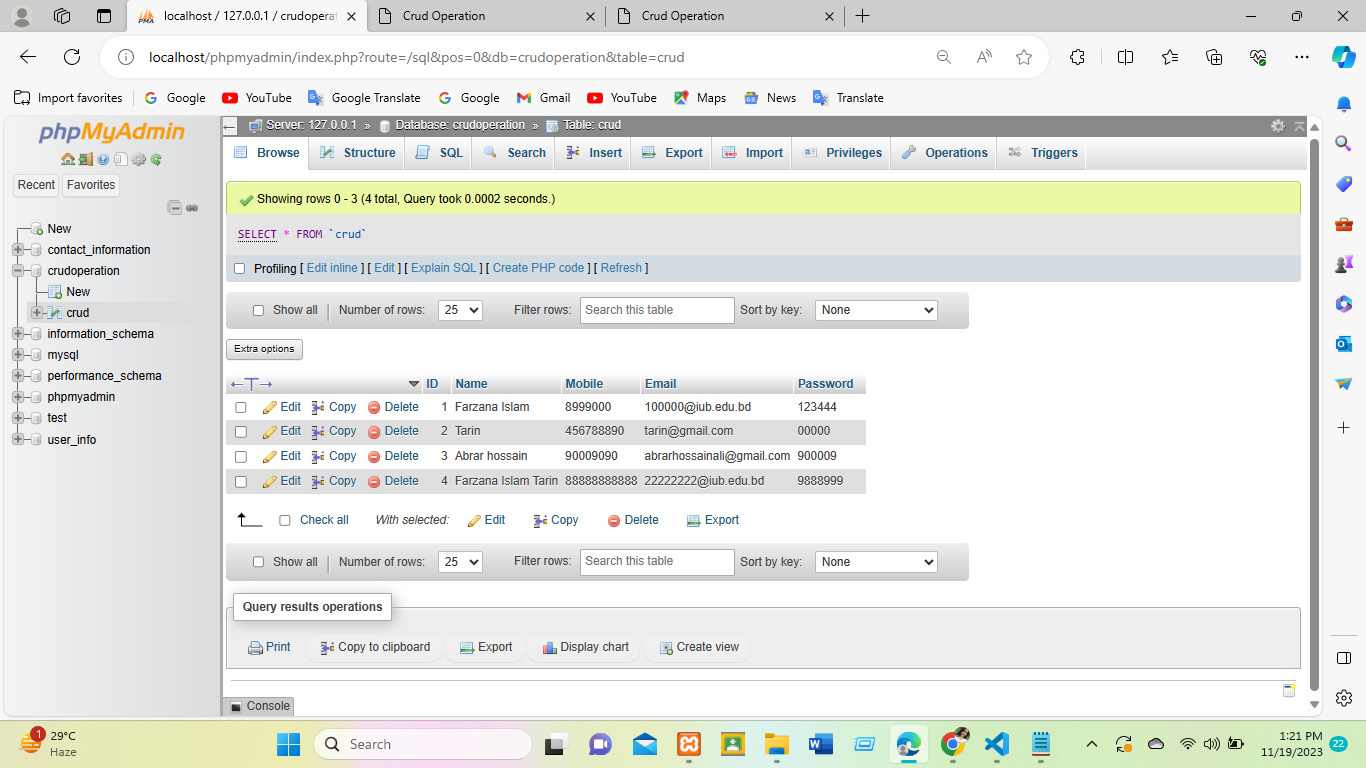 localhost / 127.0.0.1 / crudoperat
Crud Operation
Crud Operation
localhost/phpmyadmin/index.php?route=/sql&pos=0&db=crudoperation&table=crud
Import favorites Google YouTube Google Translate Google Gmail YouTube Maps News Translate
phpMyAdmin
Recent Favorites
New
contact_information
crudoperation
New
crud
information_schema
mysql
performance_schema
phpmyadmin
test
user_info
Server: 127.0.0.1 » Database: crudoperation » Table: crud
Browse Structure SQL Search Insert Export Import Privileges Operations Triggers
Showing rows 0 - 3 (4 total, Query took 0.0002 seconds.)
SELECT * FROM `crud`
Profiling [ Edit inline ] [ Edit ] [ Explain SQL ] [ Create PHP code ] [ Refresh ]
Show all Number of rows: 25 Filter rows: Search this table Sort by key: None
Extra options
←T→ ID Name Mobile Email Password
Edit Copy Delete 1 Farzana Islam 8999000 100000@iub.edu.bd 123444
Edit Copy Delete 2 Tarin 456788890 tarin@gmail.com 00000
Edit Copy Delete 3 Abrar hossain 90009090 abrarhossainali@gmail.com 900009
Edit Copy Delete 4 Farzana Islam Tarin 88888888888 22222222@iub.edu.bd 9888999
Check all With selected: Edit Copy Delete Export
Show all Number of rows: 25 Filter rows: Search this table Sort by key: None
Query results operations
Print Copy to clipboard Export Display chart Create view
Console
1
29°C
Haze
Search
1:21 PM
11/19/2023
22